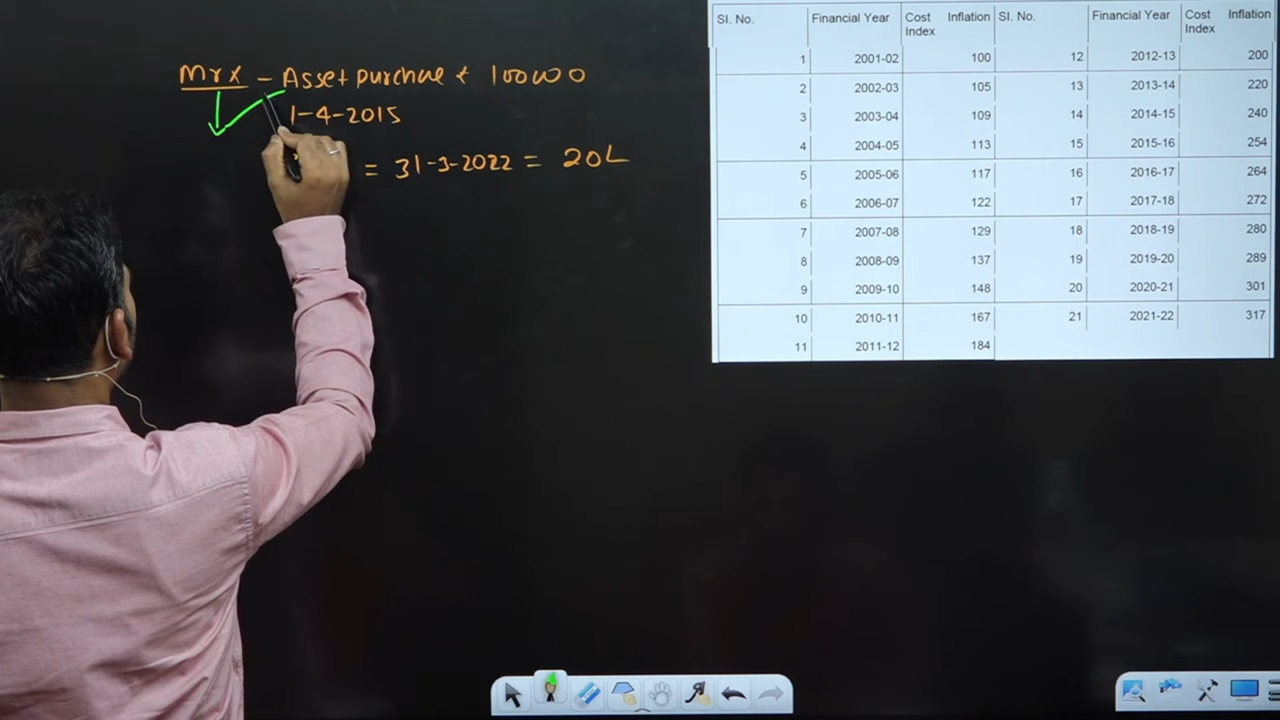 Mr X - Asset purchase ₹ 100000
1-4-2015
= 31-3-2022 = 20L
Sl. No. Financial Year Cost Inflation Index Sl. No. Financial Year Cost Inflation Index
1 2001-02 100 12 2012-13 200
2 2002-03 105 13 2013-14 220
3 2003-04 109 14 2014-15 240
4 2004-05 113 15 2015-16 254
5 2005-06 117 16 2016-17 264
6 2006-07 122 17 2017-18 272
7 2007-08 129 18 2018-19 280
8 2008-09 137 19 2019-20 289
9 2009-10 148 20 2020-21 301
10 2010-11 167 21 2021-22 317
11 2011-12 184